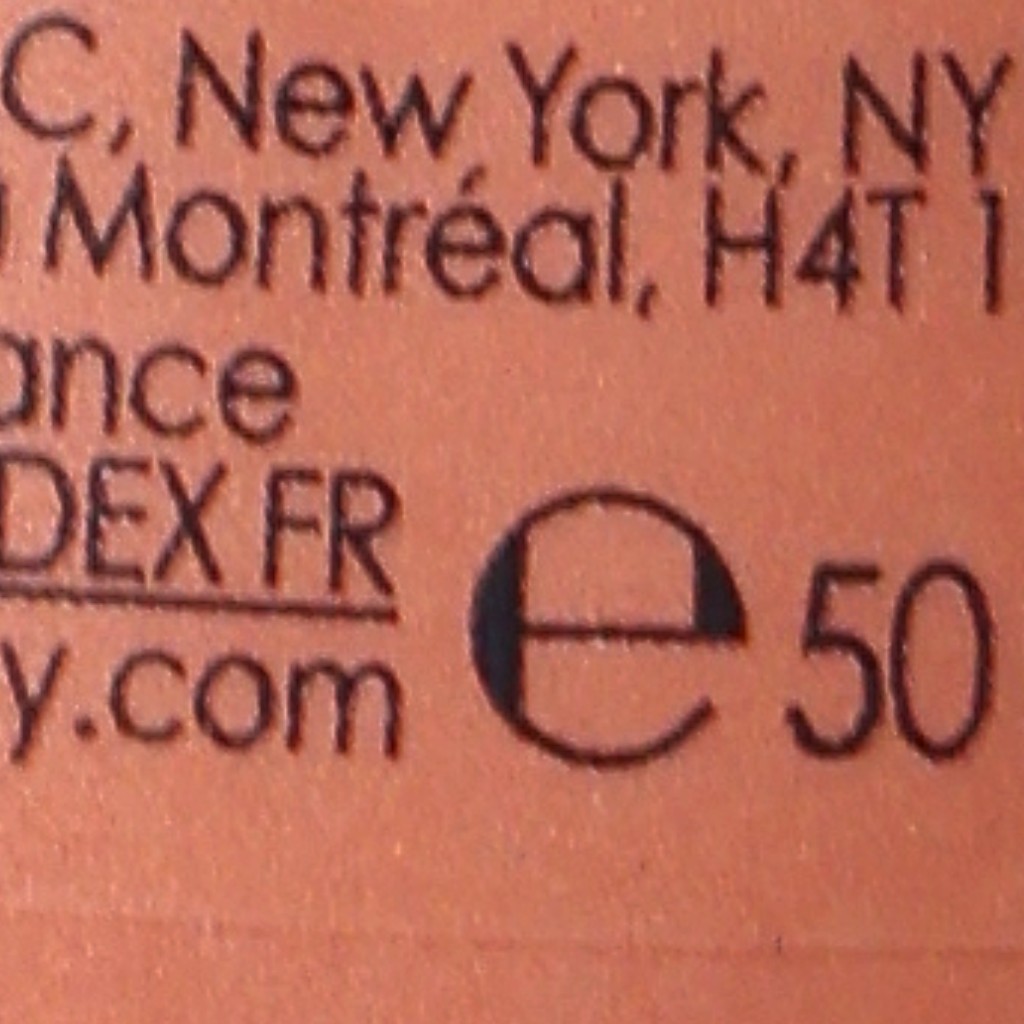 C, New York, NY
Montréal, H4T 1
ance
DEX FR
y.com ℮ 50